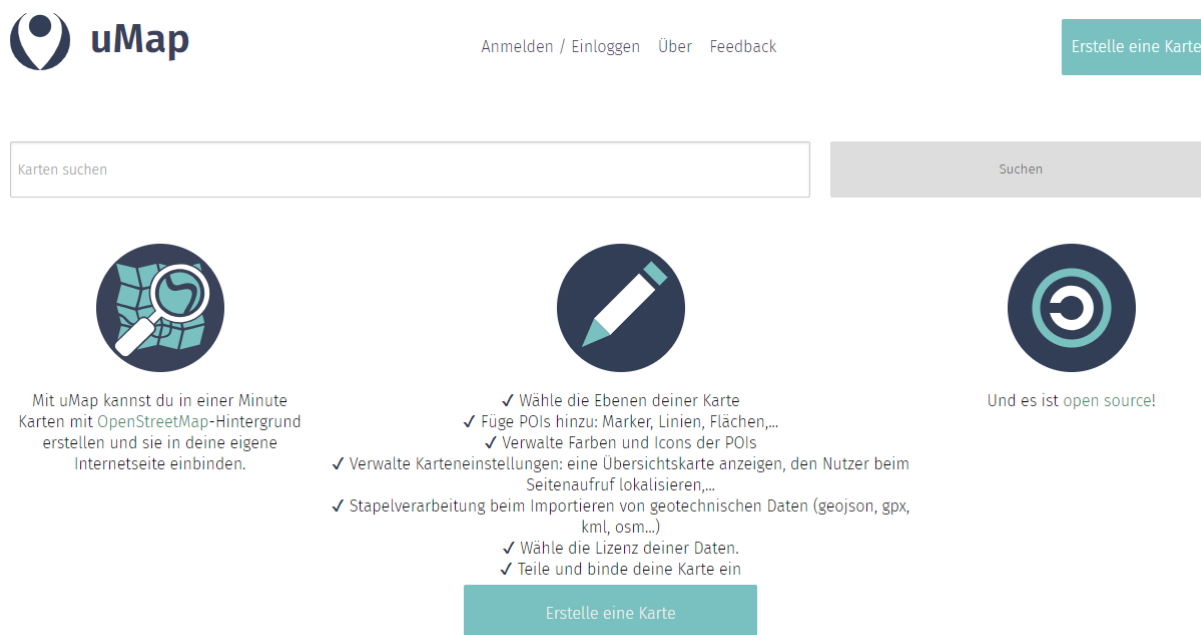 uMap
Anmelden / Einloggen Über Feedback
Erstelle eine Karte
Karten suchen
Suchen
Mit uMap kannst du in einer Minute
Karten mit OpenStreetMap-Hintergrund
erstellen und sie in deine eigene
Internetseite einbinden.
✓ Wähle die Ebenen deiner Karte
✓ Füge POIs hinzu: Marker, Linien, Flächen,...
✓ Verwalte Farben und Icons der POIs
✓ Verwalte Karteneinstellungen: eine Übersichtskarte anzeigen, den Nutzer beim
Seitenaufruf lokalisieren,...
✓ Stapelverarbeitung beim Importieren von geotechnischen Daten (geojson, gpx,
kml, osm...)
✓ Wähle die Lizenz deiner Daten.
✓ Teile und binde deine Karte ein
Erstelle eine Karte
Und es ist open source!